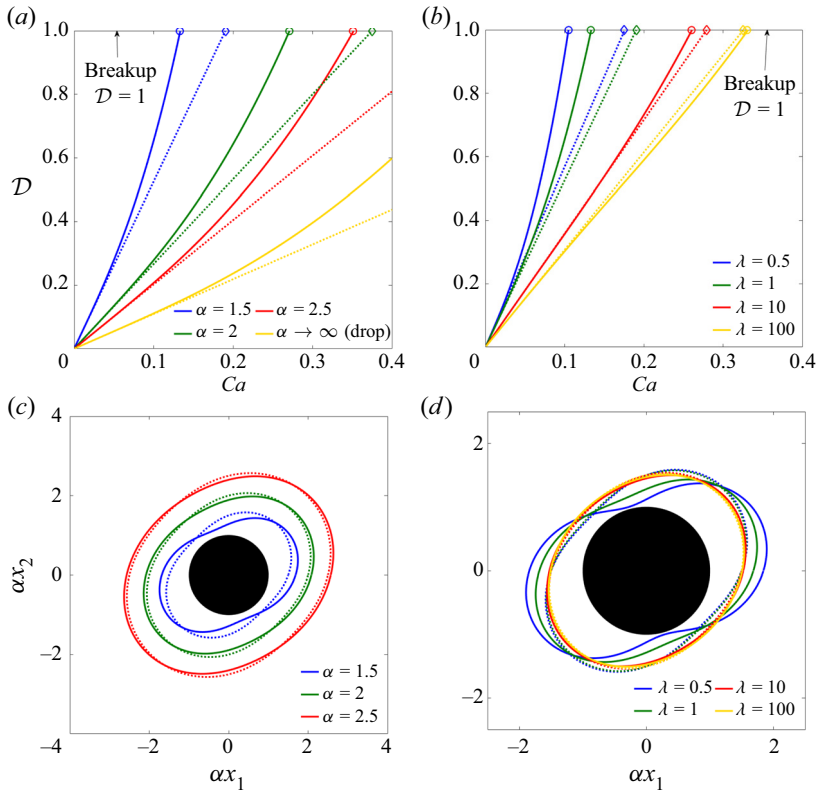 (a)
1.0
0.8
0.6
0.4
0.2
𝒟
Breakup
𝒟 = 1
α = 1.5 α = 2.5
α = 2 α → ∞ (drop)
0 0.1 0.2 0.3 0.4
Ca
(b)
1.0
0.8
0.6
0.4
0.2
Breakup
𝒟 = 1
λ = 0.5
λ = 1
λ = 10
λ = 100
0 0.1 0.2 0.3 0.4
Ca
(c)
4
2
0
−2
−4
αx2
α = 1.5
α = 2
α = 2.5
−4 −2 0 2 4
αx1
(d)
2
0
−2
λ = 0.5 λ = 10
λ = 1 λ = 100
−2 0 2
αx1